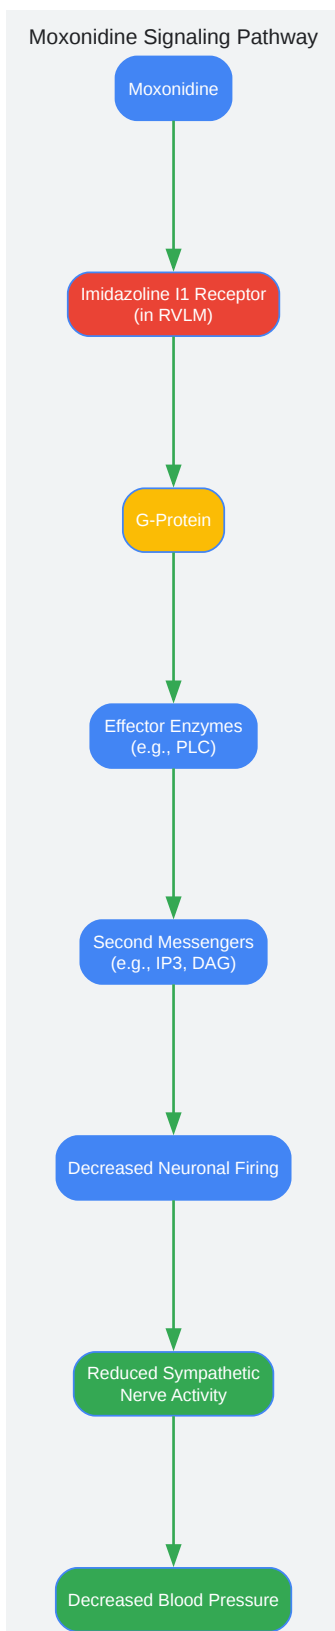 Moxonidine Signaling Pathway
Moxonidine
Imidazoline I1 Receptor
(in RVLM)
G-Protein
Effector Enzymes
(e.g., PLC)
Second Messengers
(e.g., IP3, DAG)
Decreased Neuronal Firing
Reduced Sympathetic
Nerve Activity
Decreased Blood Pressure